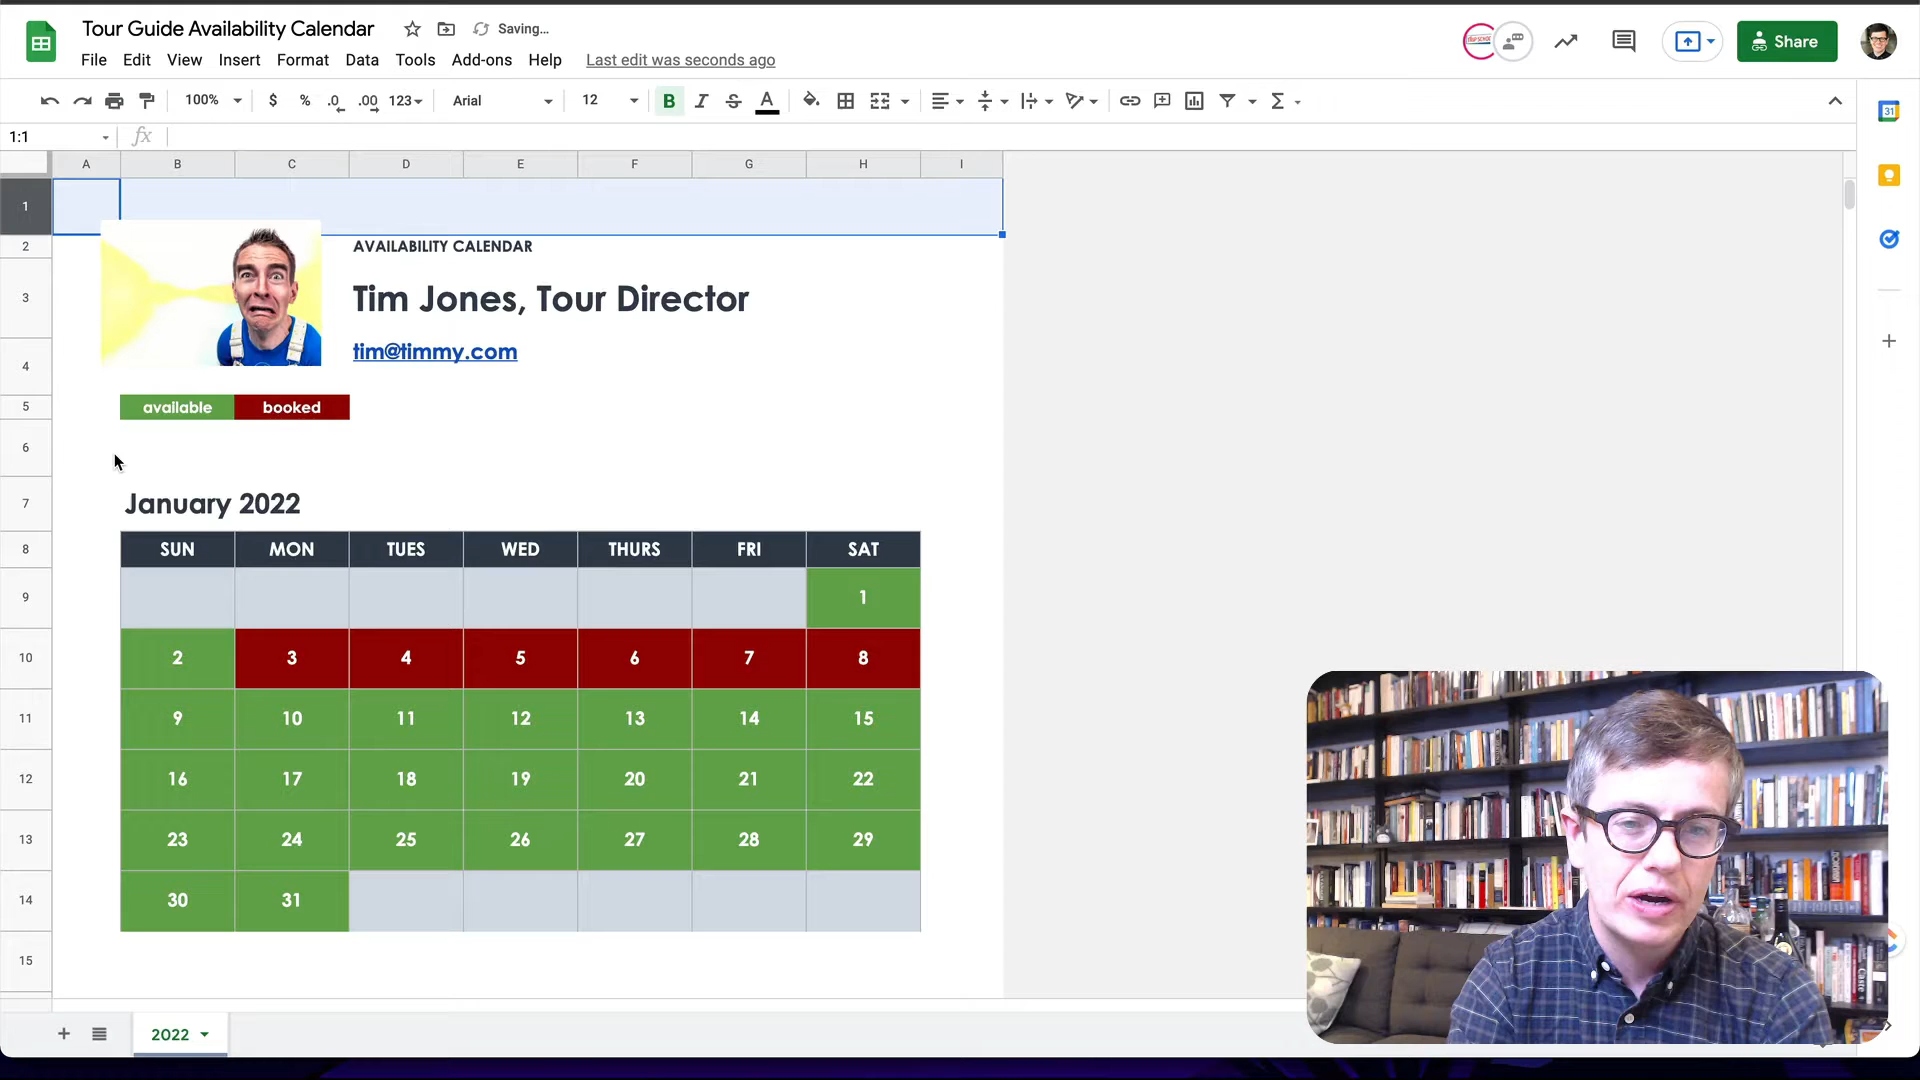 Tour Guide Availability Calendar Saving...
File Edit View Insert Format Data Tools Add-ons Help Last edit was seconds ago
Share
100% $ % .0 .00 123 Arial 12 B I S A
1:1 fx
31
A B C D E F G H I
1
2 AVAILABILITY CALENDAR
3 Tim Jones, Tour Director
4 tim@timmy.com
5 available booked
6
7 January 2022
8 SUN MON TUES WED THURS FRI SAT
9 1
10 2 3 4 5 6 7 8
11 9 10 11 12 13 14 15
12 16 17 18 19 20 21 22
13 23 24 25 26 27 28 29
14 30 31
15
2022